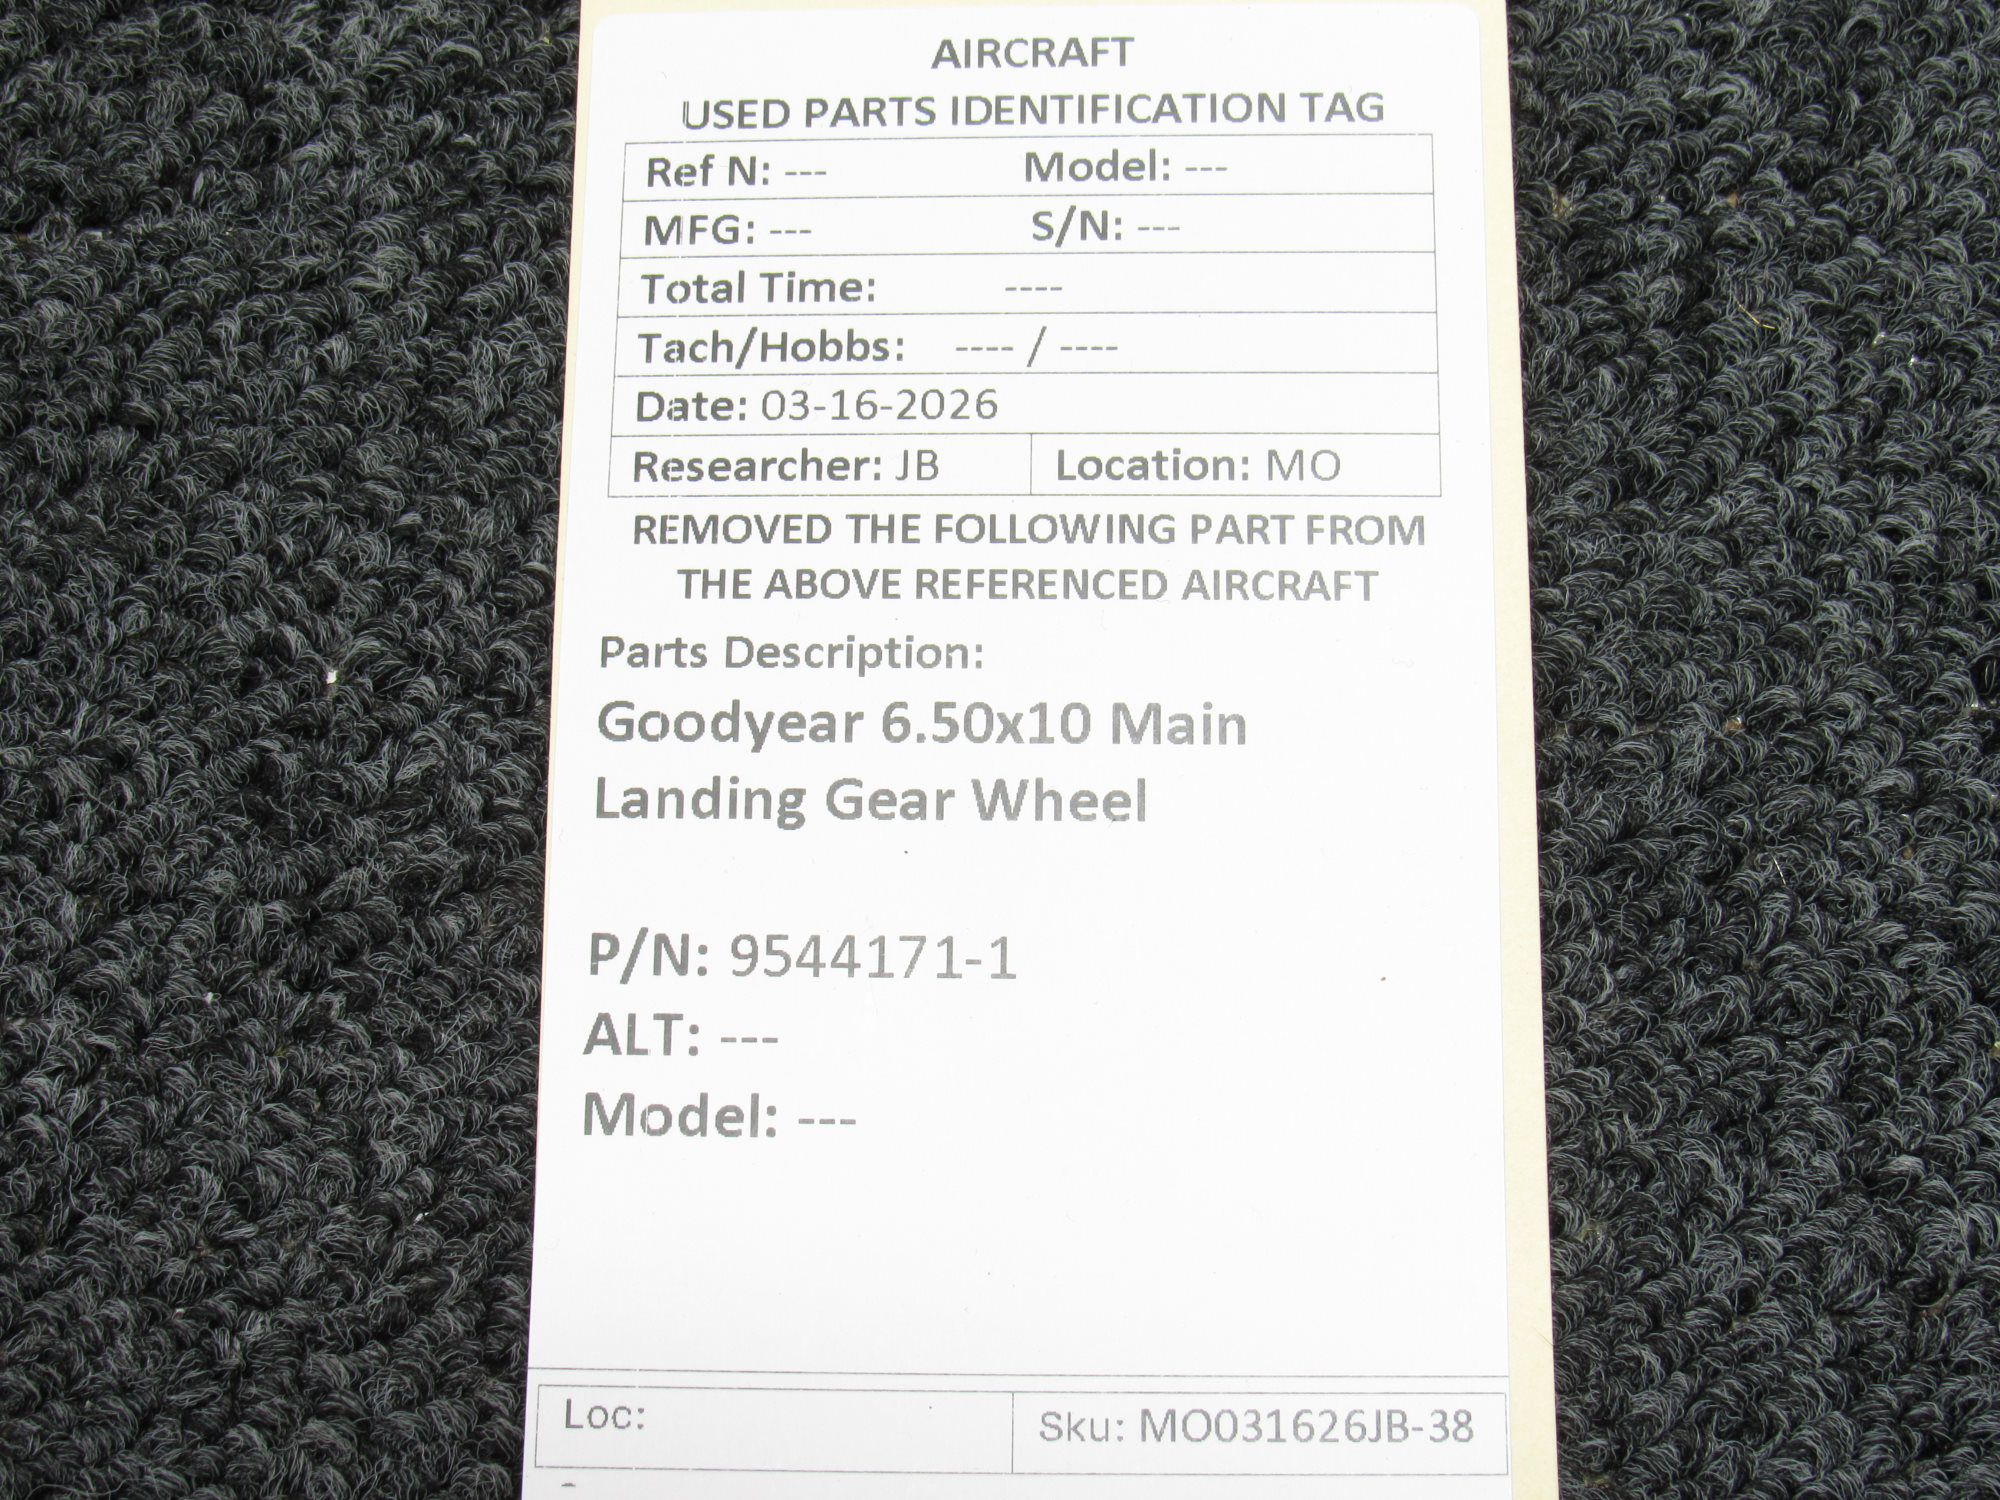 AIRCRAFT
USED PARTS IDENTIFICATION TAG
Ref N: --- Model: ---
MFG: --- S/N: ---
Total Time: ----
Tach/Hobbs: ---- / ----
Date: 03-16-2026
Researcher: JB Location: MO
REMOVED THE FOLLOWING PART FROM
THE ABOVE REFERENCED AIRCRAFT
Parts Description:
Goodyear 6.50x10 Main
Landing Gear Wheel
P/N: 9544171-1
ALT: ---
Model: ---
Loc: Sku: MO031626JB-38